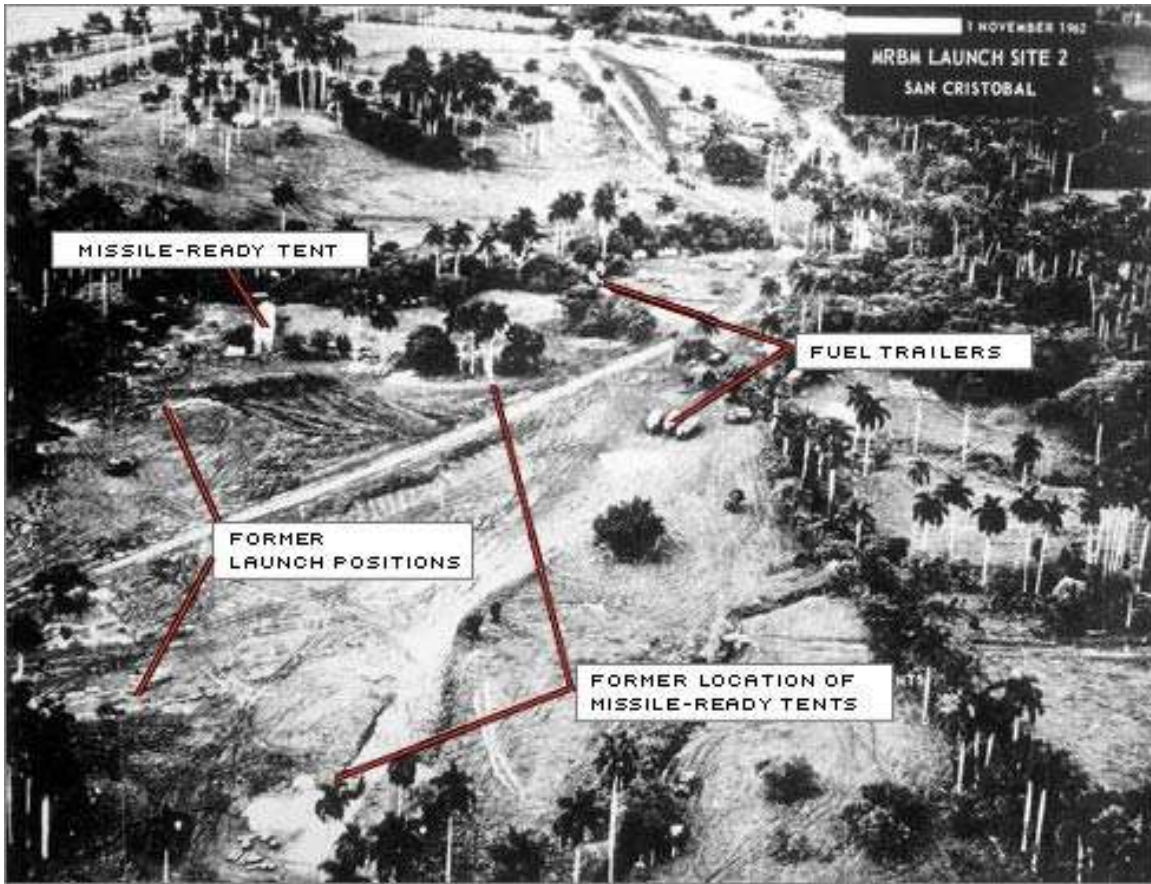 1 NOVEMBER 1962
MRBM LAUNCH SITE 2
SAN CRISTOBAL
MISSILE-READY TENT
FUEL TRAILERS
FORMER
LAUNCH POSITIONS
FORMER LOCATION OF
MISSILE-READY TENTS